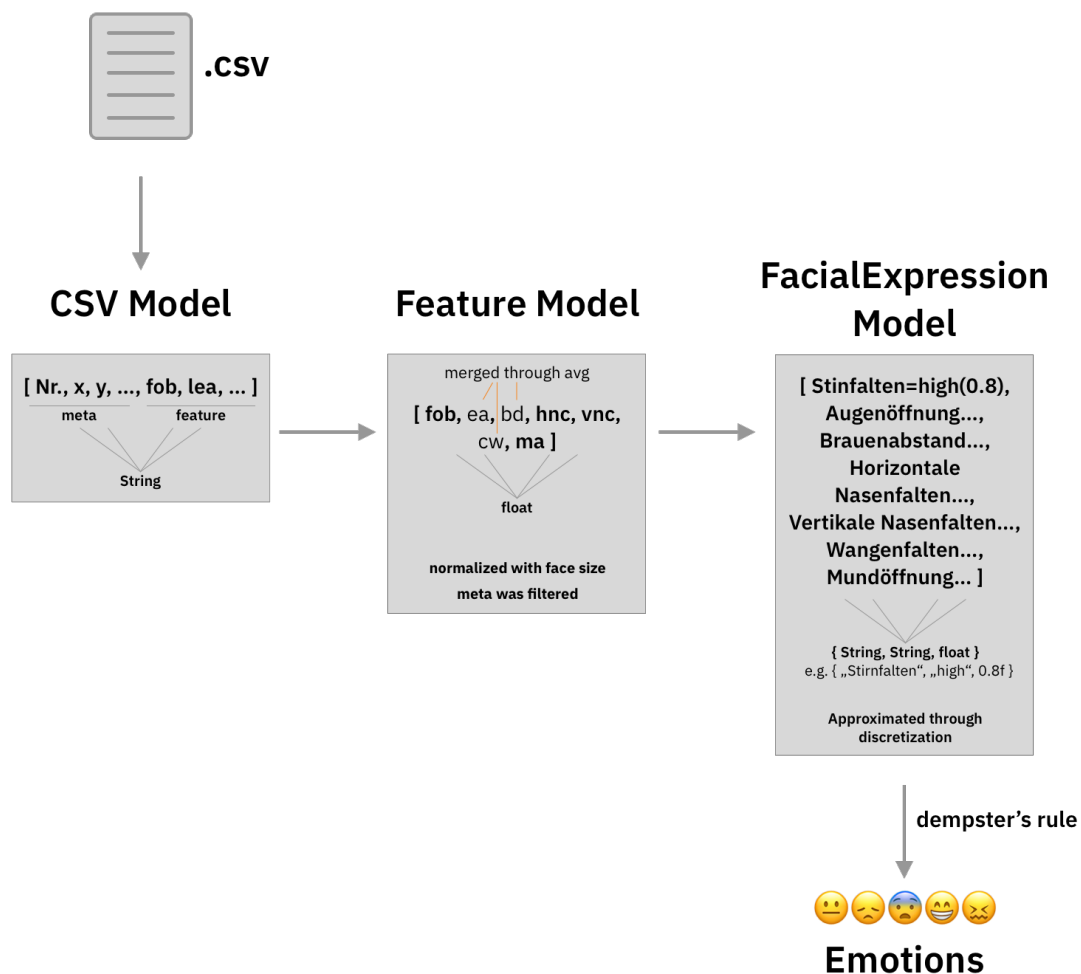 .csv
CSV Model
[ Nr., x, y, ..., fob, lea, ... ]
meta
feature
String
Feature Model
merged through avg
[ fob, ea, bd, hnc, vnc,
cw, ma ]
float
normalized with face size
meta was filtered
FacialExpression
Model
[ Stinfalten=high(0.8),
Augenöffnung...,
Brauenabstand...,
Horizontale
Nasenfalten...,
Vertikale Nasenfalten...,
Wangenfalten...,
Mundöffnung... ]
{ String, String, float }
e.g. { „Stirnfalten“, „high“, 0.8f }
Approximated through
discretization
dempster’s rule
Emotions